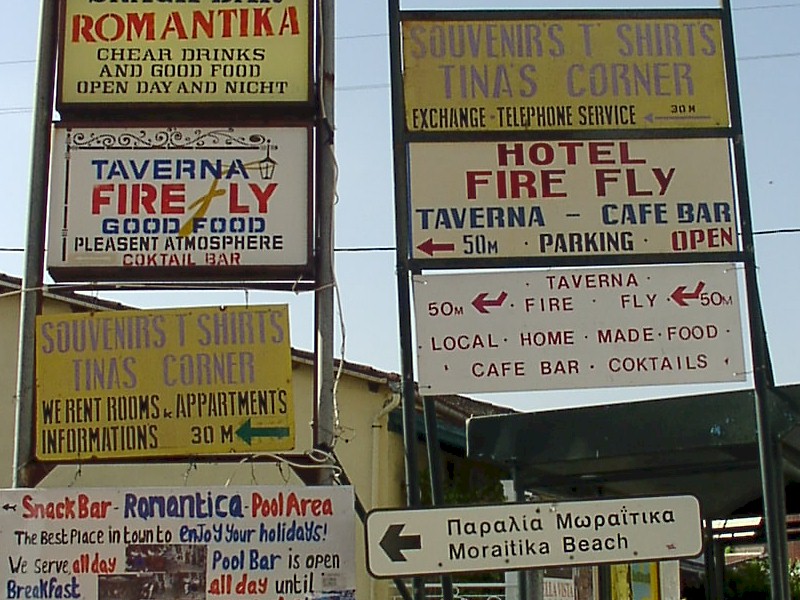 ROMANTIKA
CHEAR DRINKS
AND GOOD FOOD
OPEN DAY AND NICHT
TAVERNA
FIRE FLY
GOOD FOOD
PLEASENT ATMOSPHERE
COKTAIL BAR
SOUVENIR'S T SHIRTS
TINA'S CORNER
WE RENT ROOMS & APPARTMENTS
INFORMATIONS 30 M
Snack Bar - Romantica - Pool Area
The Best Place in town to enjoy your holidays!
We serve all day
Breakfast
Pool Bar is open
all day until
SOUVENIR'S T SHIRTS
TINA'S CORNER
EXCHANGE - TELEPHONE SERVICE 30 M
HOTEL
FIRE FLY
TAVERNA - CAFE BAR
50M · PARKING · OPEN
TAVERNA ·
50M · FIRE · FLY · 50M
· LOCAL · HOME · MADE · FOOD ·
CAFE BAR · COKTAILS
Παραλία Μωραΐτικα
Moraitika Beach